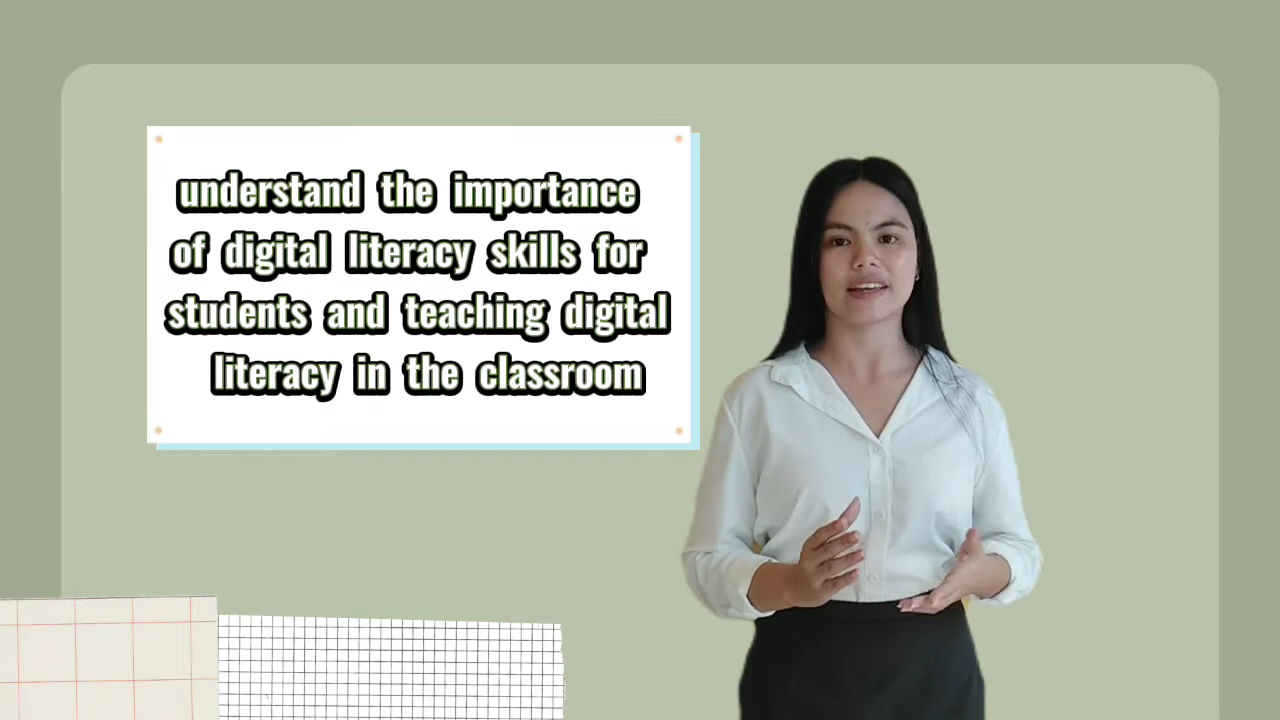 understand the importance
of digital literacy skills for
students and teaching digital
literacy in the classroom